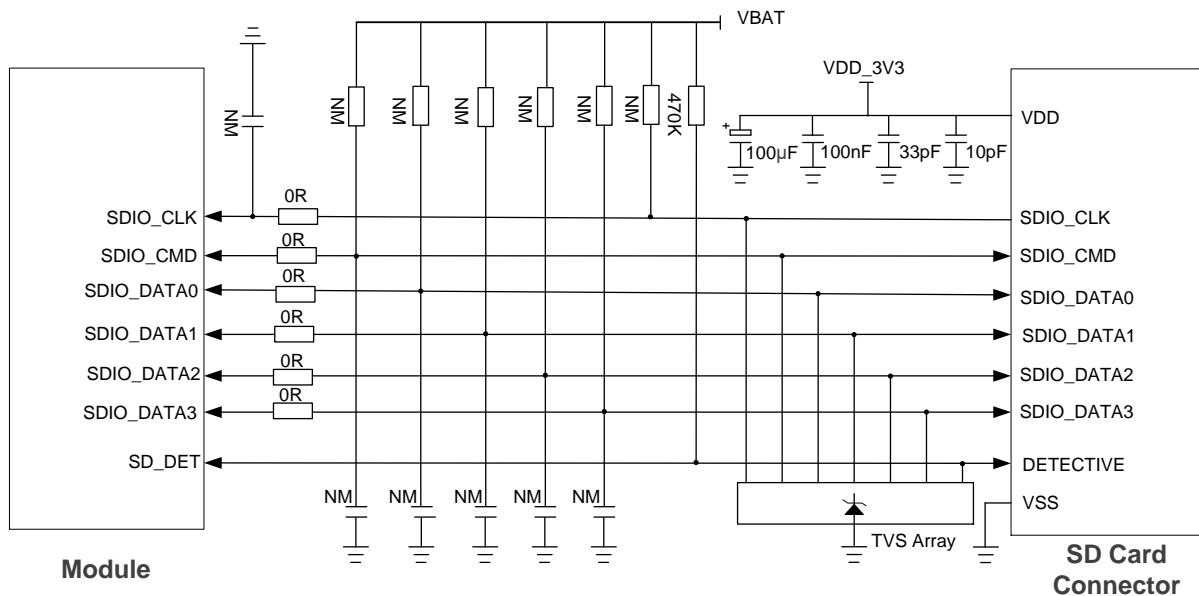 VBAT
VDD_3V3
NM
NM
NM
NM
NM
NM
NM
470K
VDD
100μF
100nF
33pF
10pF
+
0R
SDIO_CLK
SDIO_CLK
0R
SDIO_CMD
SDIO_CMD
0R
SDIO_DATA0
SDIO_DATA0
0R
SDIO_DATA1
SDIO_DATA1
0R
SDIO_DATA2
SDIO_DATA2
0R
SDIO_DATA3
SDIO_DATA3
SD_DET
DETECTIVE
NM
NM
NM
NM
NM
VSS
TVS Array
Module
SD Card
Connector